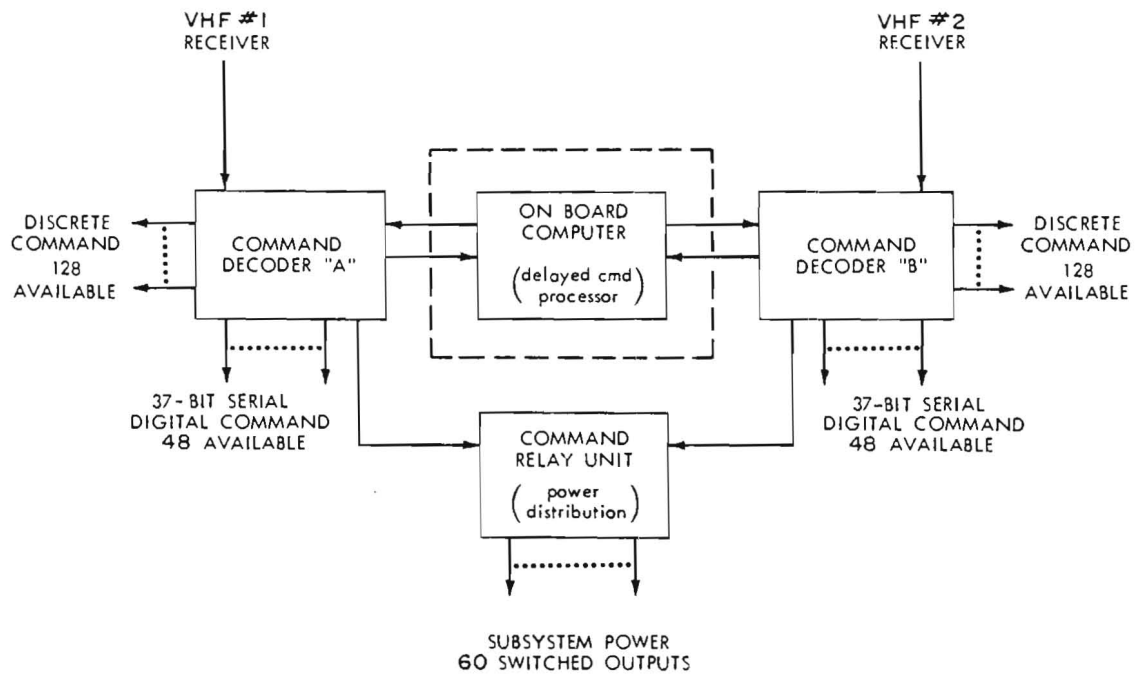 VHF #1
RECEIVER
VHF #2
RECEIVER
DISCRETE
COMMAND
128
AVAILABLE
COMMAND
DECODER "A"
ON BOARD
COMPUTER
(delayed cmd
processor)
COMMAND
DECODER "B"
DISCRETE
COMMAND
128
AVAILABLE
37-BIT SERIAL
DIGITAL COMMAND
48 AVAILABLE
COMMAND
RELAY UNIT
(power
distribution)
37-BIT SERIAL
DIGITAL COMMAND
48 AVAILABLE
SUBSYSTEM POWER
60 SWITCHED OUTPUTS